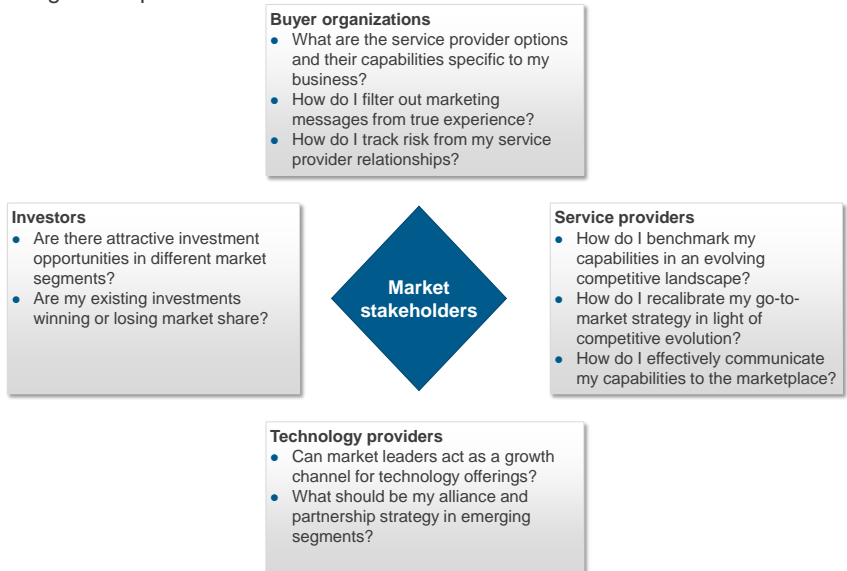 Buyer organizations
● What are the service provider options
and their capabilities specific to my
business?
● How do I filter out marketing
messages from true experience?
● How do I track risk from my service
provider relationships?
Investors
● Are there attractive investment
opportunities in different market
segments?
● Are my existing investments
winning or losing market share?
Market
stakeholders
Service providers
● How do I benchmark my
capabilities in an evolving
competitive landscape?
● How do I recalibrate my go-to-
market strategy in light of
competitive evolution?
● How do I effectively communicate
my capabilities to the marketplace?
Technology providers
● Can market leaders act as a growth
channel for technology offerings?
● What should be my alliance and
partnership strategy in emerging
segments?